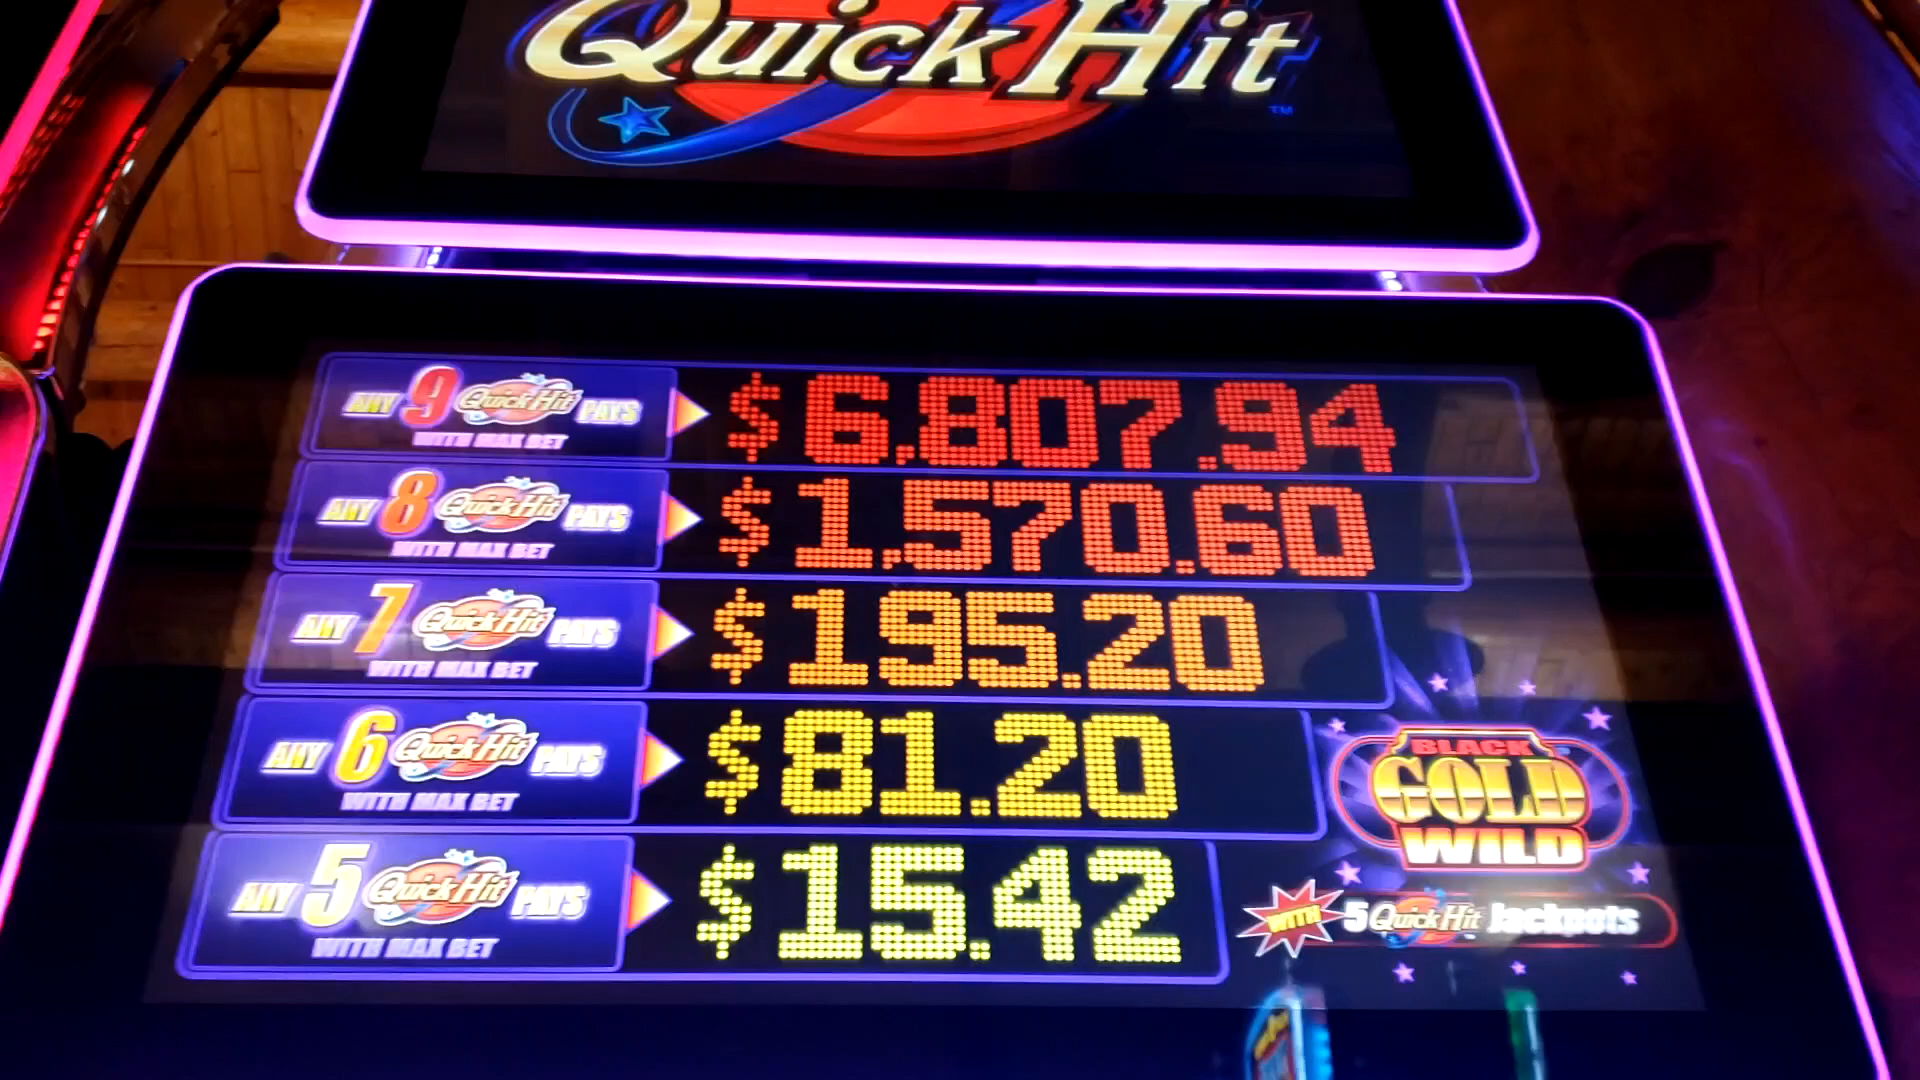 Quick Hit™
ANY 9 Quick Hit PAYS
WITH MAX BET
$6,807.94
ANY 8 Quick Hit PAYS
WITH MAX BET
$1,570.60
ANY 7 Quick Hit PAYS
WITH MAX BET
$195.20
ANY 6 Quick Hit PAYS
WITH MAX BET
$81.20
ANY 5 Quick Hit PAYS
WITH MAX BET
$15.42
BLACK
GOLD
WILD
WITH 5 Quick Hit Jackpots